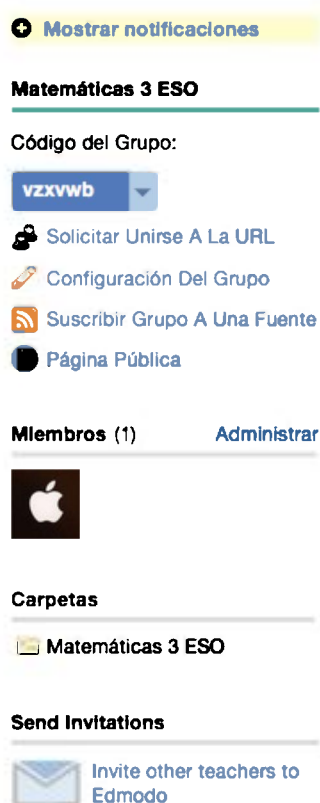 Mostrar notificaciones
Matemáticas 3 ESO
Código del Grupo:
vzxvwb
Solicitar Unirse A La URL
Configuración Del Grupo
Suscribir Grupo A Una Fuente
Página Pública
Miembros (1) Administrar
Carpetas
Matemáticas 3 ESO
Send Invitations
Invite other teachers to
Edmodo